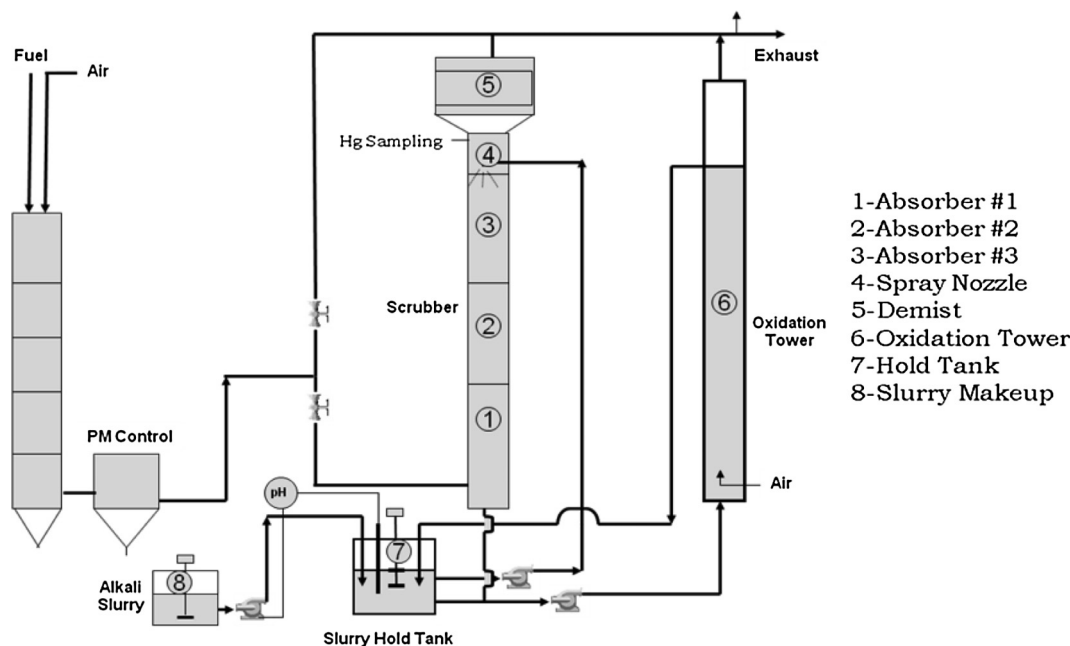 Fuel
Air
Exhaust
5
Hg Sampling
4
3
Scrubber
2
1
6
Oxidation
Tower
Air
1-Absorber #1
2-Absorber #2
3-Absorber #3
4-Spray Nozzle
5-Demist
6-Oxidation Tower
7-Hold Tank
8-Slurry Makeup
PM Control
pH
7
8
Alkali
Slurry
Slurry Hold Tank